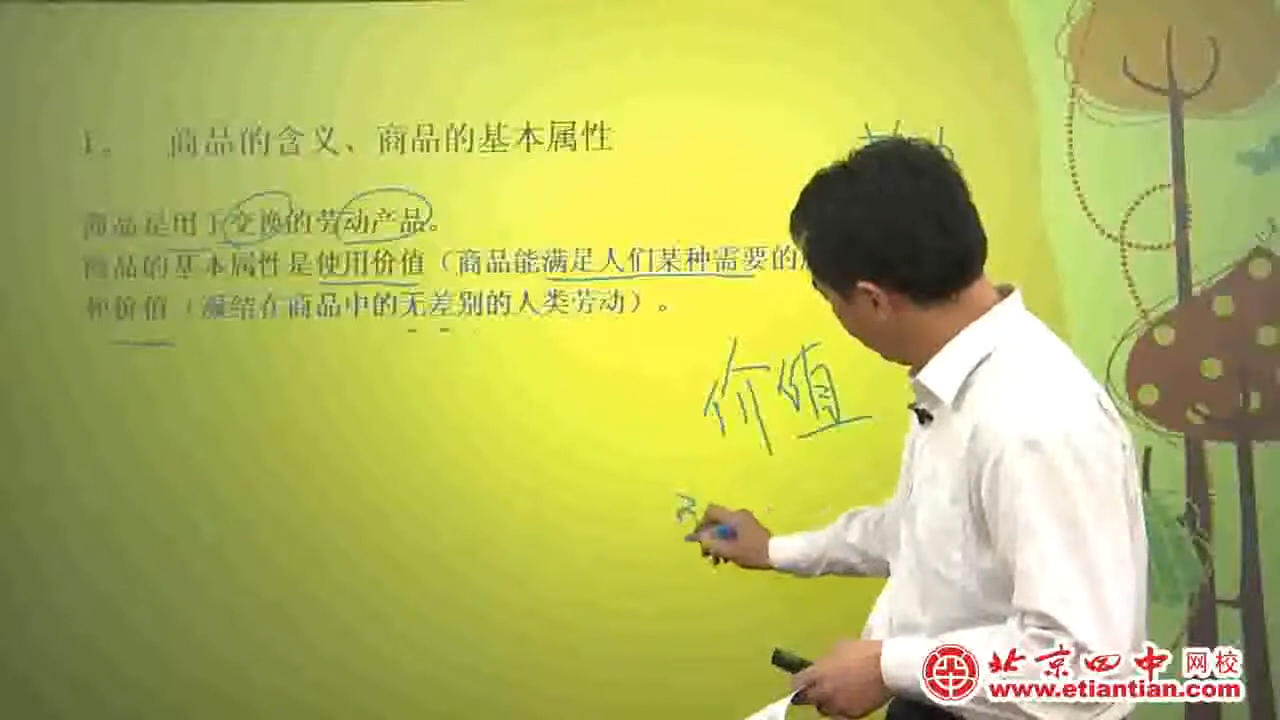 1、 商品的含义、商品的基本属性
商品是用于交换的劳动产品。
商品的基本属性是使用价值（商品能满足人们某种需要的
和价值（凝结在商品中的无差别的人类劳动）。
价值
北京四中网校
www.etiantian.com